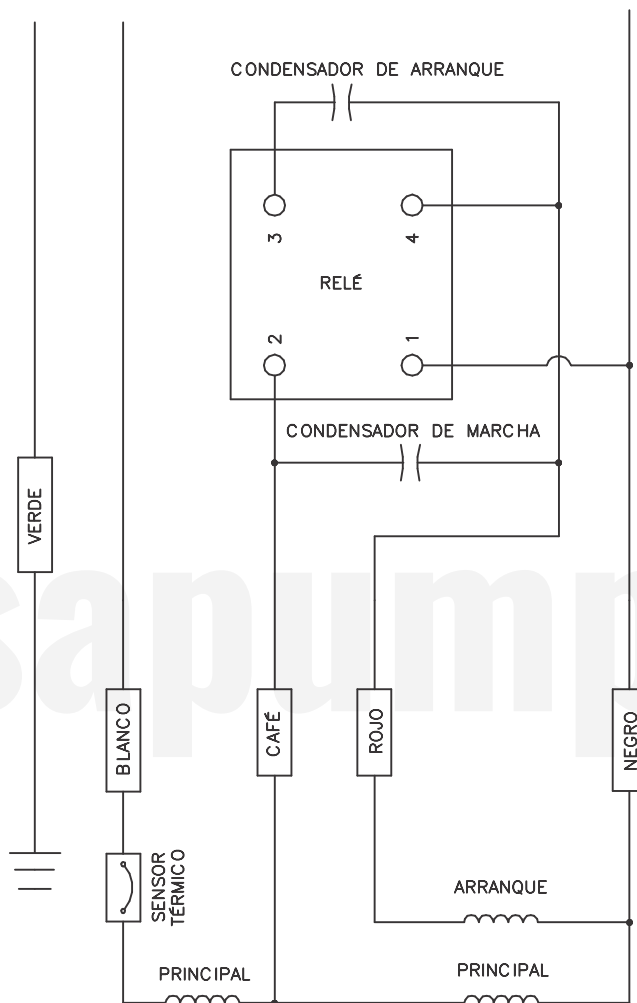 CONDENSADOR DE ARRANQUE
3
4
RELÉ
2
1
CONDENSADOR DE MARCHA
VERDE
BLANCO
CAFÉ
ROJO
NEGRO
SENSOR
TÉRMICO
ARRANQUE
PRINCIPAL
PRINCIPAL
sapump